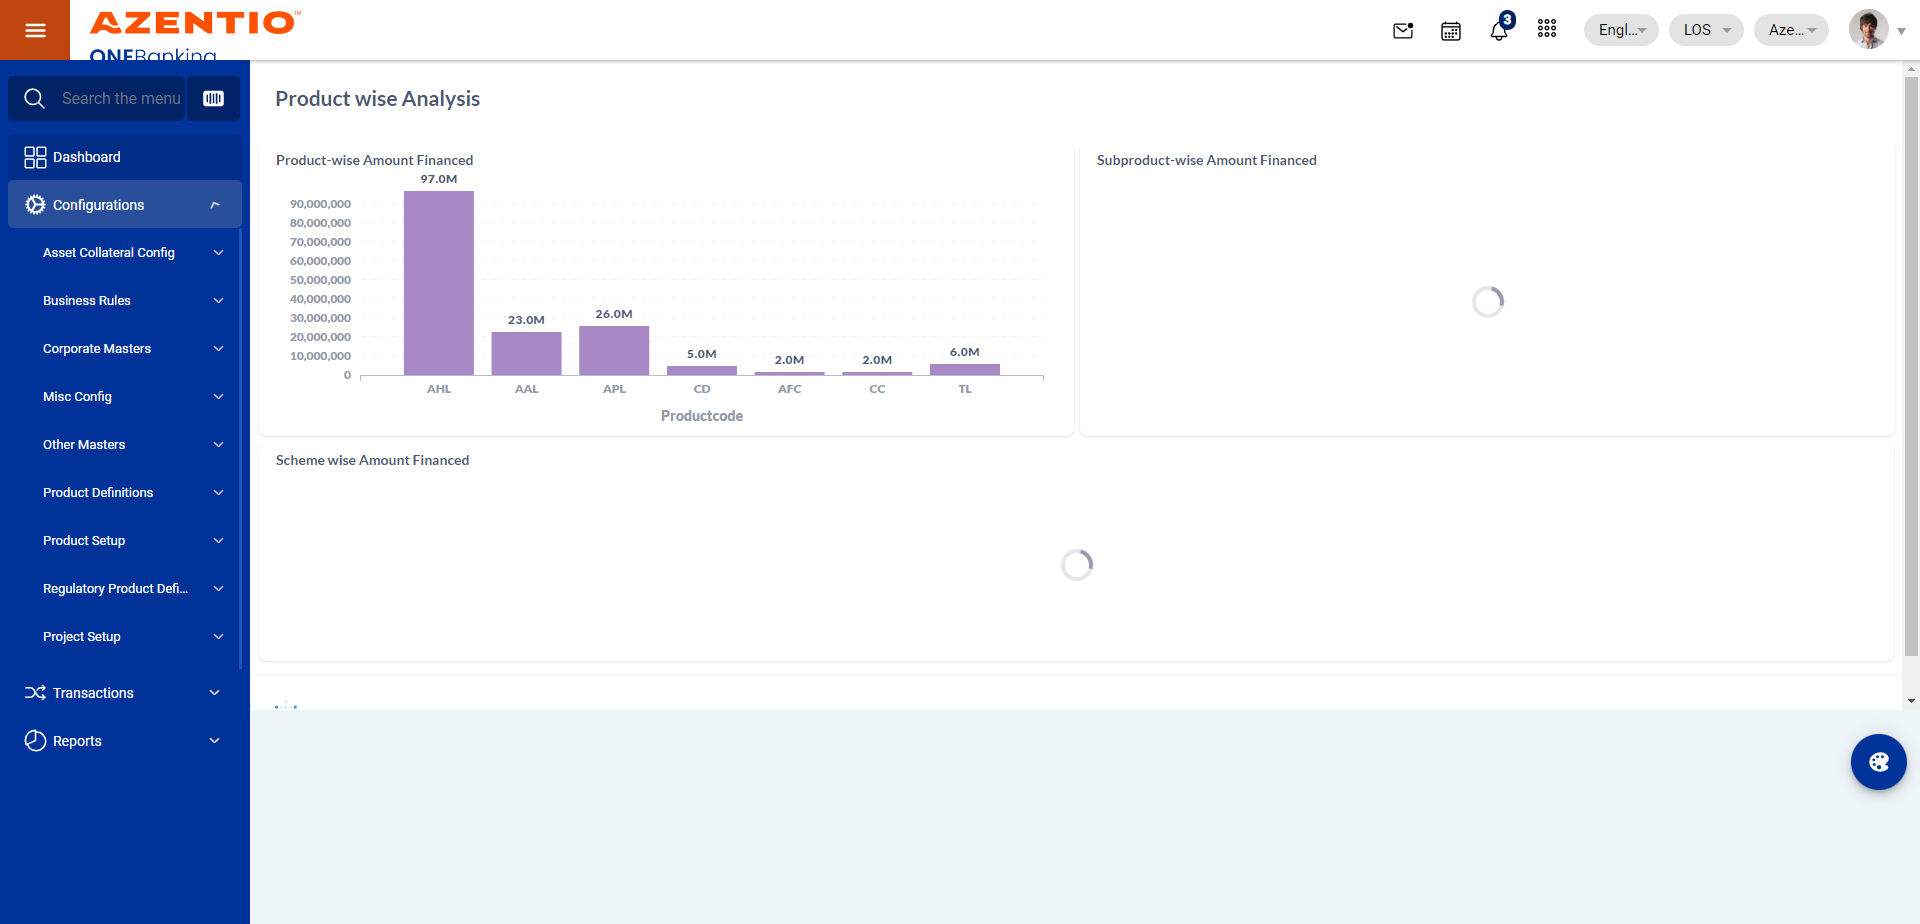 AZENTIO™
ONEBanking
3
Engl...
LOS
Aze...
Search the menu
Dashboard
Configurations
Asset Collateral Config
Business Rules
Corporate Masters
Misc Config
Other Masters
Product Definitions
Product Setup
Regulatory Product Defi...
Project Setup
Transactions
Reports
Product wise Analysis
Product-wise Amount Financed
97.0M
90,000,000
80,000,000
70,000,000
60,000,000
50,000,000
40,000,000
30,000,000
20,000,000
10,000,000
0
23.0M
26.0M
5.0M
2.0M
2.0M
6.0M
AHL
AAL
APL
CD
AFC
CC
TL
Productcode
Subproduct-wise Amount Financed
Scheme wise Amount Financed